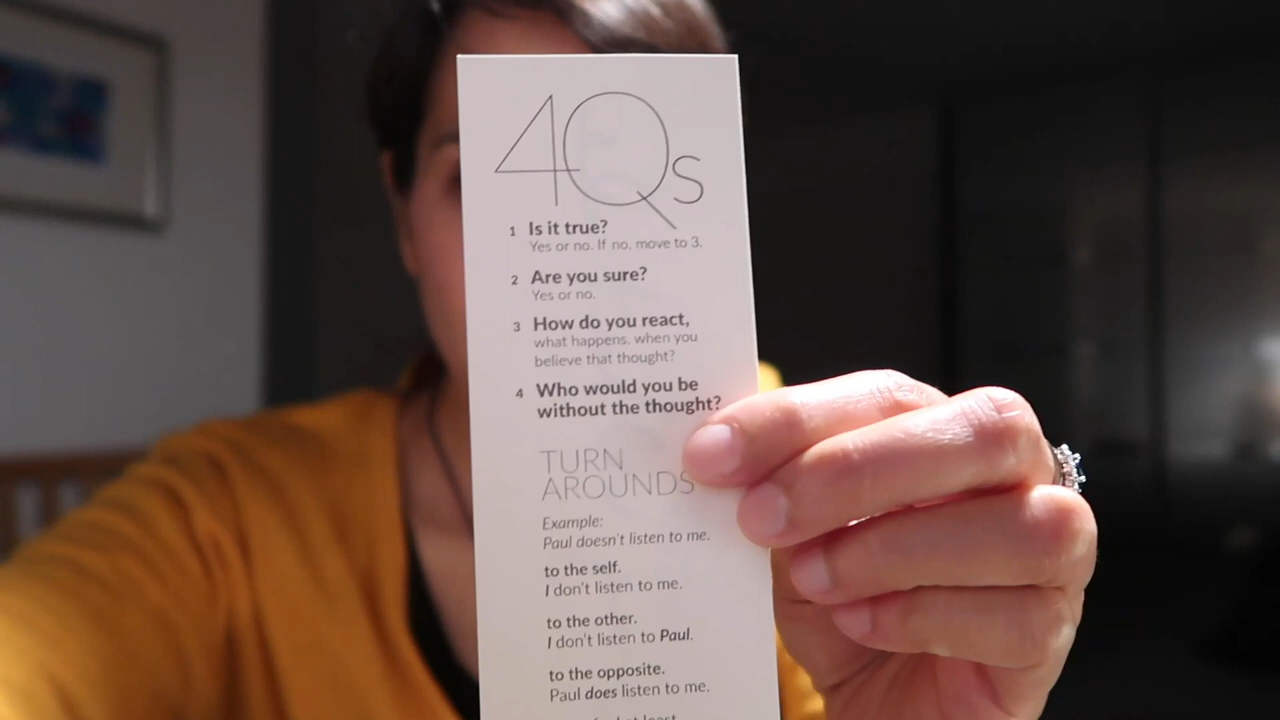 4Qs
1 Is it true?
Yes or no. If no, move to 3.
2 Are you sure?
Yes or no.
3 How do you react,
what happens, when you
believe that thought?
4 Who would you be
without the thought?
TURN
AROUNDS
Example:
Paul doesn't listen to me.
to the self.
I don't listen to me.
to the other.
I don't listen to Paul.
to the opposite.
Paul does listen to me.
at least